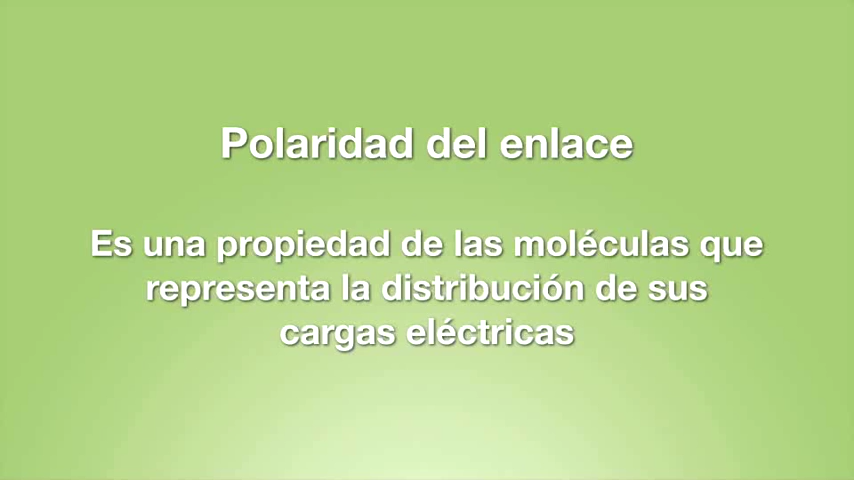 Polaridad del enlace
Es una propiedad de las moléculas que
representa la distribución de sus
cargas eléctricas